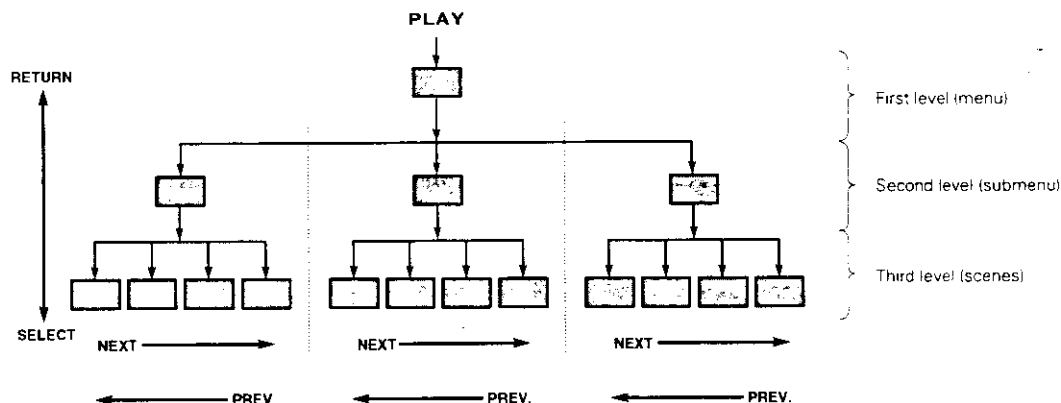 PLAY
RETURN
First level (menu)
Second level (submenu)
Third level (scenes)
SELECT
NEXT
NEXT
NEXT
PREV
PREV.
PREV.